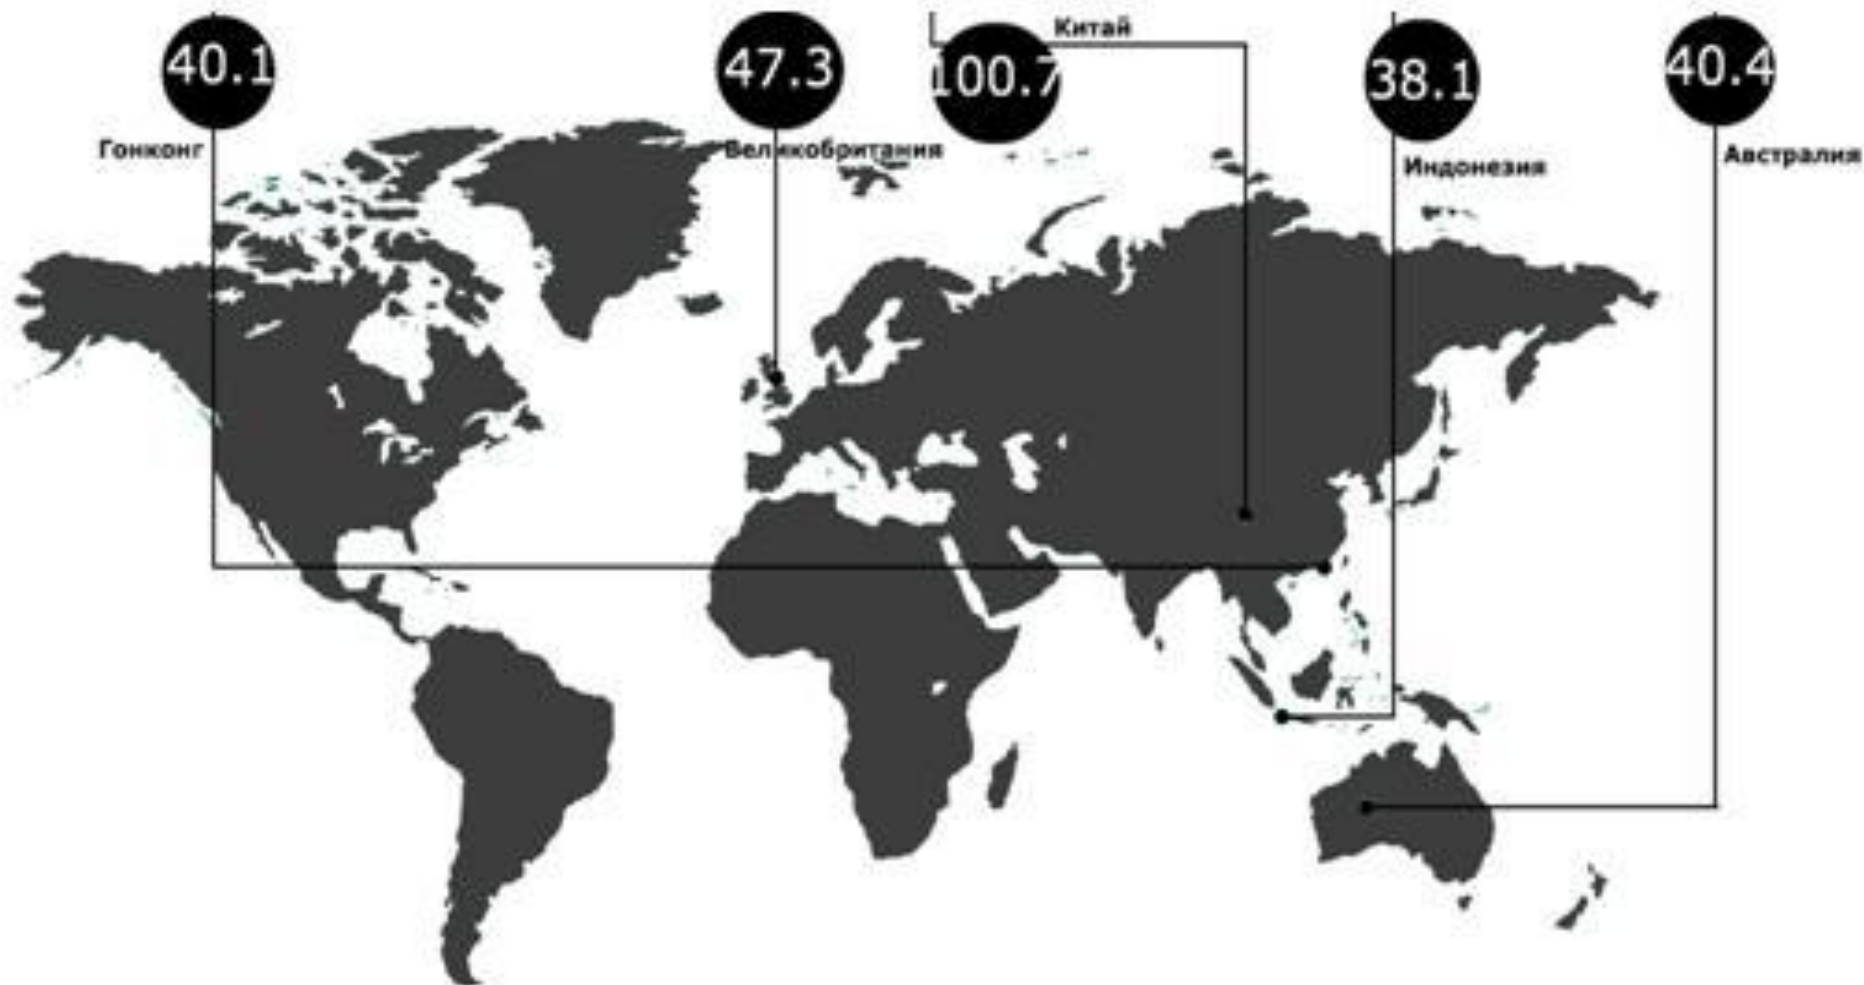 40.1
Гонконг
47.3
Великобритания
100.7
Китай
38.1
Индонезия
40.4
Австралия